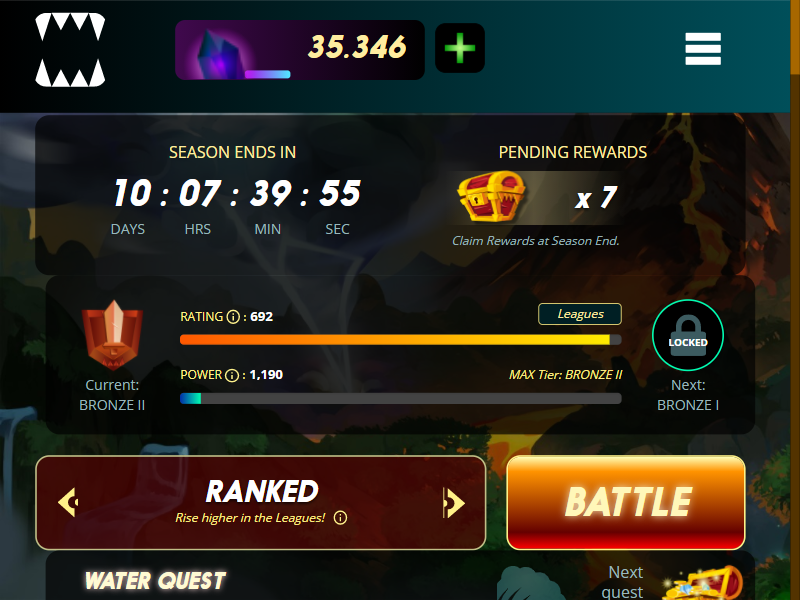 35.346
SEASON ENDS IN
10 : 07 : 39 : 55
DAYS HRS MIN SEC
PENDING REWARDS
x 7
Claim Rewards at Season End.
Current:
BRONZE II
RATING : 692
Leagues
POWER : 1,190
MAX Tier: BRONZE II
LOCKED
Next:
BRONZE I
RANKED
Rise higher in the Leagues!
BATTLE
WATER QUEST
Next
quest